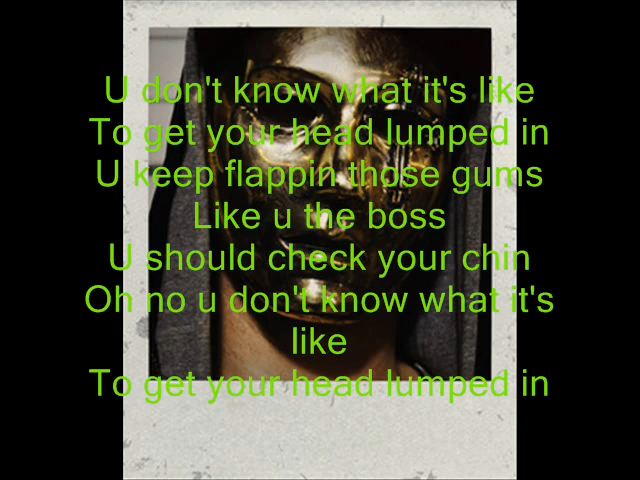 U don't know what it's like
To get your head lumped in
U keep flappin those gums
Like u the boss
U should check your chin
Oh no u don't know what it's
like
To get your head lumped in